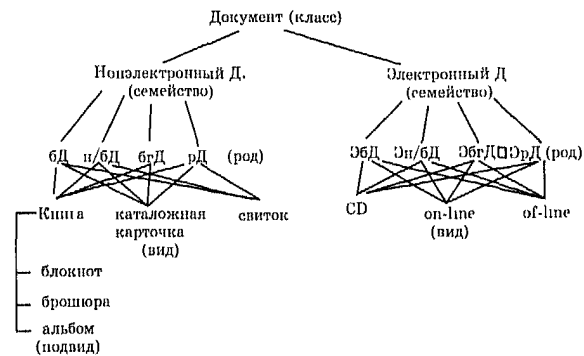 Документ (класс)
Нонэлектронный Д. Электронный Д
(семейство) (семейство)
бД н/бД бгД рД (род) ЭбД Эн/бД ЭбгД ЭрД (род)
Книга каталожная свиток CD on-line of-line
карточка (вид)
(вид)
блокнот
брошюра
альбом
(подвид)